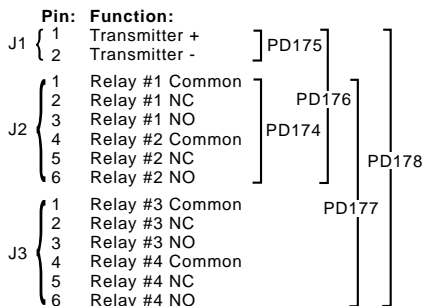 Pin: Function:
J1 1 Transmitter + PD175
2 Transmitter -
J2 1 Relay #1 Common
2 Relay #1 NC PD176
3 Relay #1 NO
4 Relay #2 Common PD174
5 Relay #2 NC
6 Relay #2 NO PD178
J3 1 Relay #3 Common PD177
2 Relay #3 NC
3 Relay #3 NO
4 Relay #4 Common
5 Relay #4 NC
6 Relay #4 NO